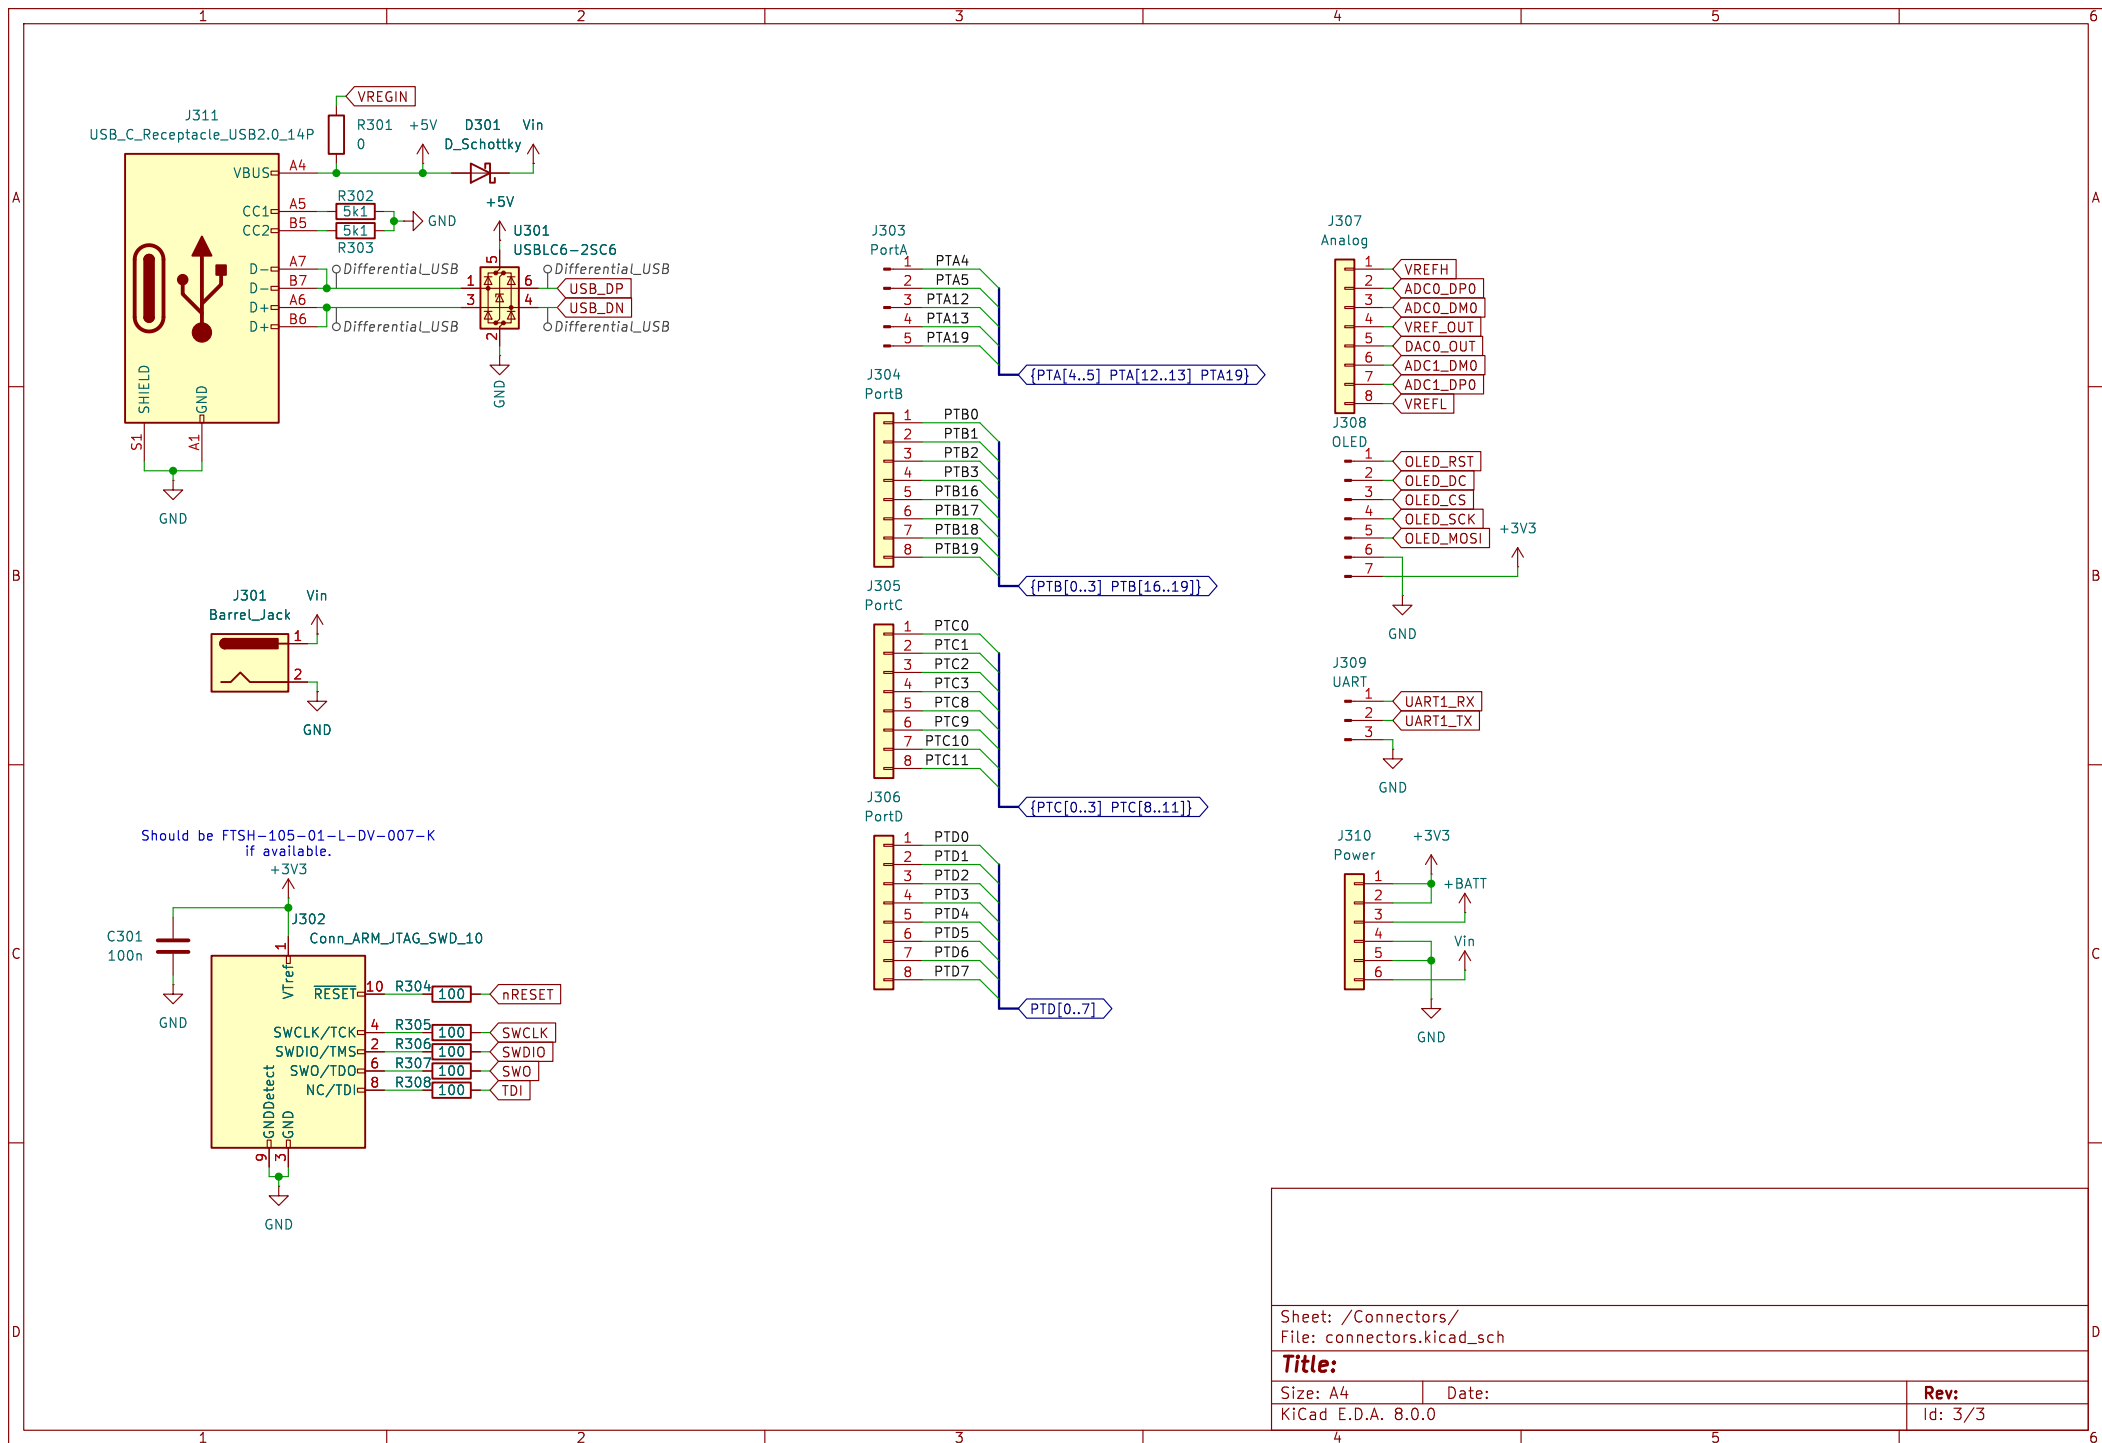 1 2 3 4 5 6
A
B
C
D
A
B
C
D
1 2 3 4 5 6
J311
USB_C_Receptacle_USB2.0_14P
VBUS A4
CC1 A5
CC2 B5
D- A7
D- B7
D+ A6
D+ B6
SHIELD
GND
S1
A1
GND
VREGIN
R301
0
+5V
D301
D_Schottky
Vin
R302
5k1
5k1
R303
GND
+5V
U301
USBLC6-2SC6
5
1
3
6
4
2
GND
Differential_USB
Differential_USB
Differential_USB
Differential_USB
USB_DP
USB_DN
J301
Barrel_Jack
Vin
1
2
GND
Should be FTSH-105-01-L-DV-007-K
if available.
+3V3
C301
100n
GND
J302
Conn_ARM_JTAG_SWD_10
1
VTref
RESET 10 R304 100 nRESET
SWCLK/TCK 4 R305 100 SWCLK
SWDIO/TMS 2 R306 100 SWDIO
SWO/TDO 6 R307 100 SWO
NC/TDI 8 R308 100 TDI
GNDDetect
GND
9
3
GND
J303
PortA
1 PTA4
2 PTA5
3 PTA12
4 PTA13
5 PTA19
{PTA[4..5] PTA[12..13] PTA19}
J304
PortB
1 PTB0
2 PTB1
3 PTB2
4 PTB3
5 PTB16
6 PTB17
7 PTB18
8 PTB19
{PTB[0..3] PTB[16..19]}
J305
PortC
1 PTC0
2 PTC1
3 PTC2
4 PTC3
5 PTC8
6 PTC9
7 PTC10
8 PTC11
{PTC[0..3] PTC[8..11]}
J306
PortD
1 PTD0
2 PTD1
3 PTD2
4 PTD3
5 PTD4
6 PTD5
7 PTD6
8 PTD7
PTD[0..7]
J307
Analog
1 VREFH
2 ADC0_DP0
3 ADC0_DM0
4 VREF_OUT
5 DAC0_OUT
6 ADC1_DM0
7 ADC1_DP0
8 VREFL
J308
OLED
1 OLED_RST
2 OLED_DC
3 OLED_CS
4 OLED_SCK
5 OLED_MOSI
6
7
+3V3
GND
J309
UART
1 UART1_RX
2 UART1_TX
3
GND
J310
Power
+3V3
1
2
3
4
5
6
+BATT
Vin
GND
Sheet: /Connectors/
File: connectors.kicad_sch
Title:
Size: A4 Date: Rev:
KiCad E.D.A. 8.0.0 Id: 3/3